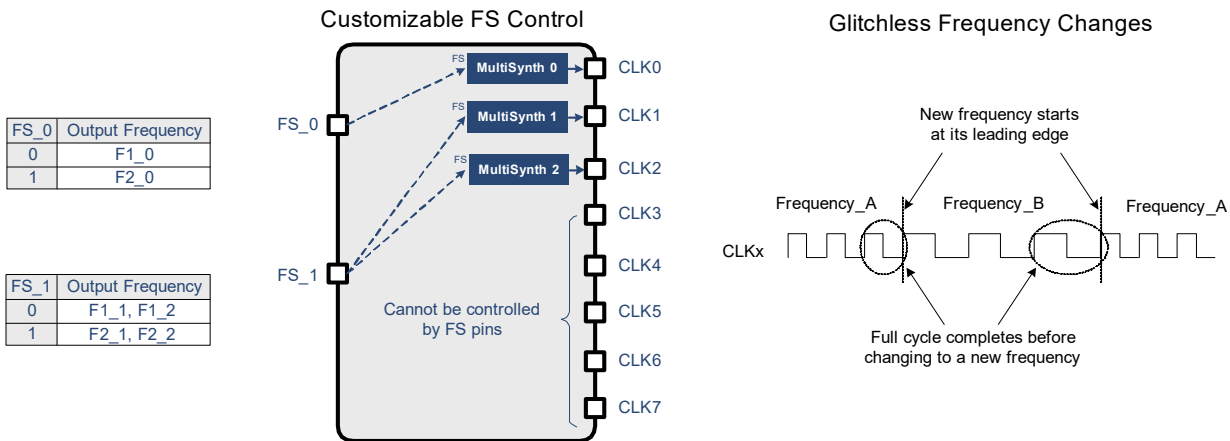 Customizable FS Control
Glitchless Frequency Changes
FS_0 Output Frequency
0 F1_0
1 F2_0
FS_1 Output Frequency
0 F1_1, F1_2
1 F2_1, F2_2
FS_0
FS_1
FS
MultiSynth 0
CLK0
FS
MultiSynth 1
CLK1
FS
MultiSynth 2
CLK2
CLK3
CLK4
CLK5
CLK6
CLK7
Cannot be controlled
by FS pins
New frequency starts
at its leading edge
Frequency_A
Frequency_B
Frequency_A
CLKx
Full cycle completes before
changing to a new frequency